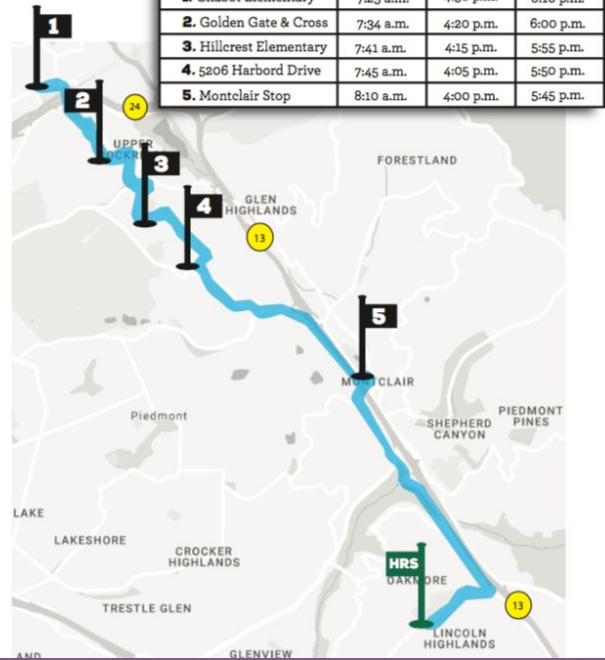 2. Golden Gate & Cross 7:34 a.m. 4:20 p.m. 6:00 p.m.
3. Hillcrest Elementary 7:41 a.m. 4:15 p.m. 5:55 p.m.
4. 5206 Harbord Drive 7:45 a.m. 4:05 p.m. 5:50 p.m.
5. Montclair Stop 8:10 a.m. 4:00 p.m. 5:45 p.m.
1
2
24
UPPER
3
FORESTLAND
4
GLEN
HIGHLANDS
13
5
MONTCLAIR
Piedmont
PIEDMONT
PINES
SHEPHERD
CANYON
LAKE
LAKESHORE
CROCKER
HIGHLANDS
HRS
OAKMORE
TRESTLE GLEN
13
LINCOLN
HIGHLANDS
GLENVIEW
AND